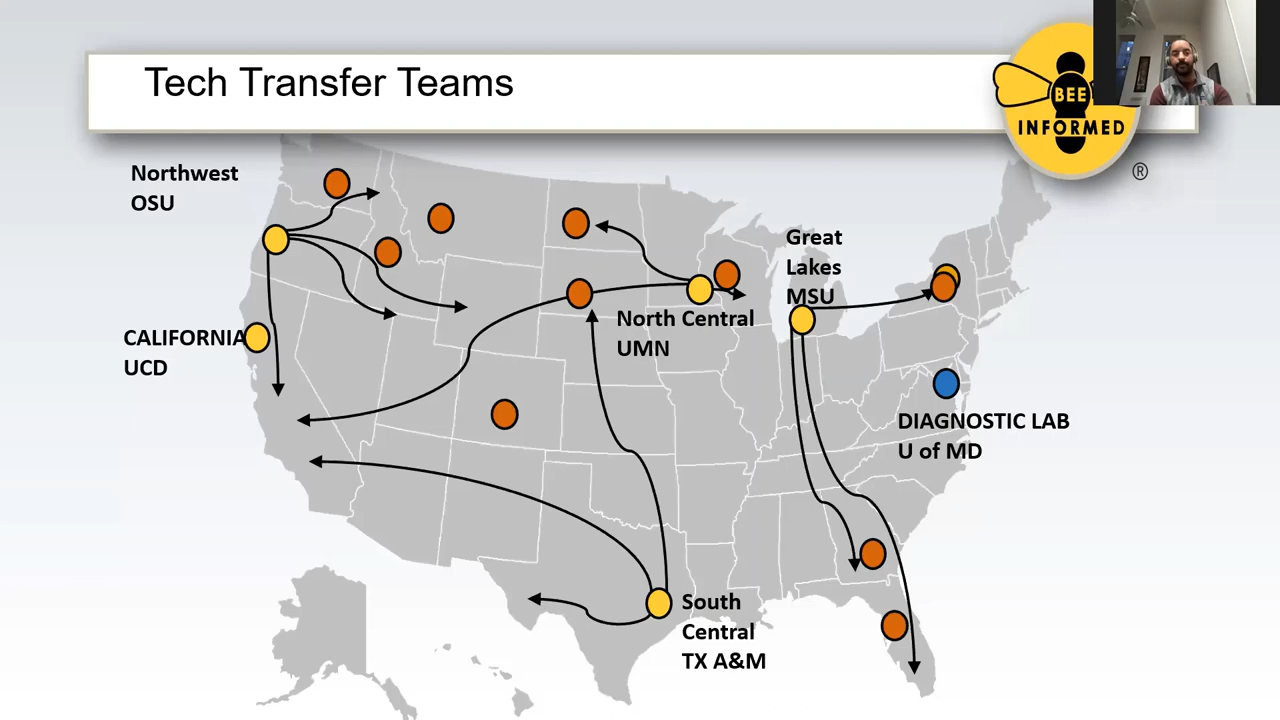 Tech Transfer Teams
BEE
INFORMED
®
Northwest
OSU
Great
Lakes
MSU
CALIFORNIA
UCD
North Central
UMN
DIAGNOSTIC LAB
U of MD
South
Central
TX A&M